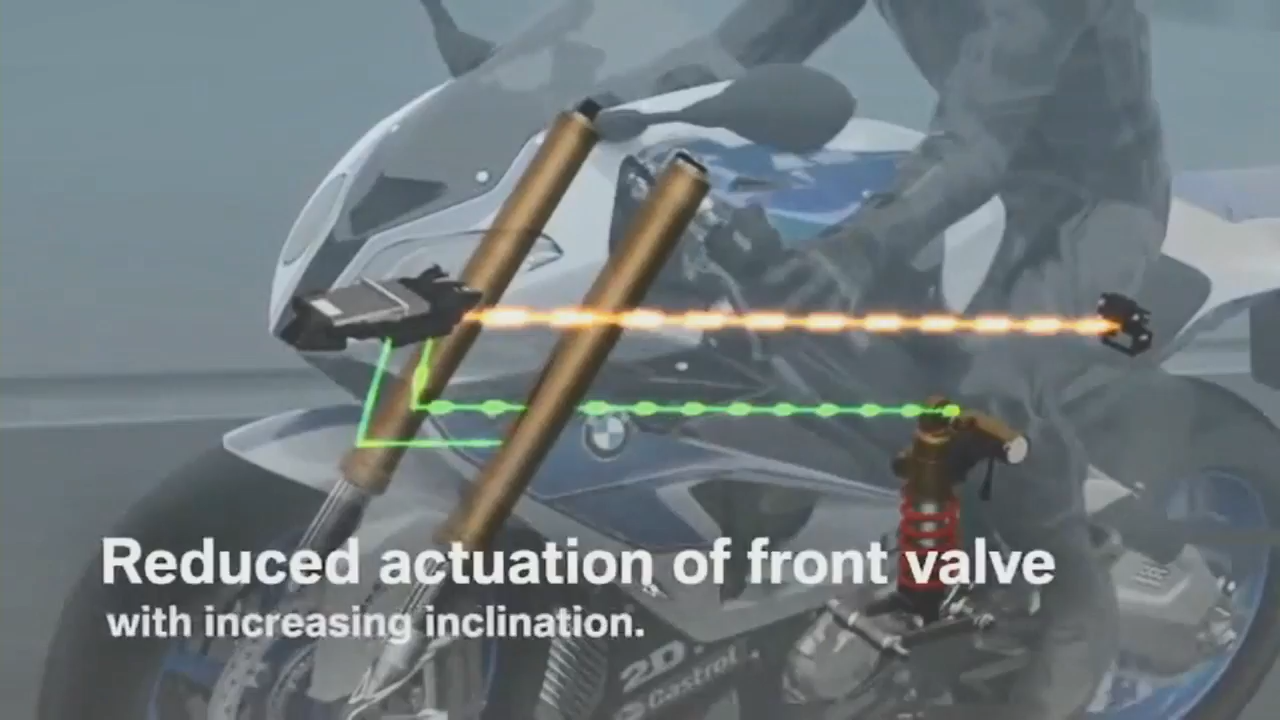 Reduced actuation of front valve
with increasing inclination.
2D
Castrol